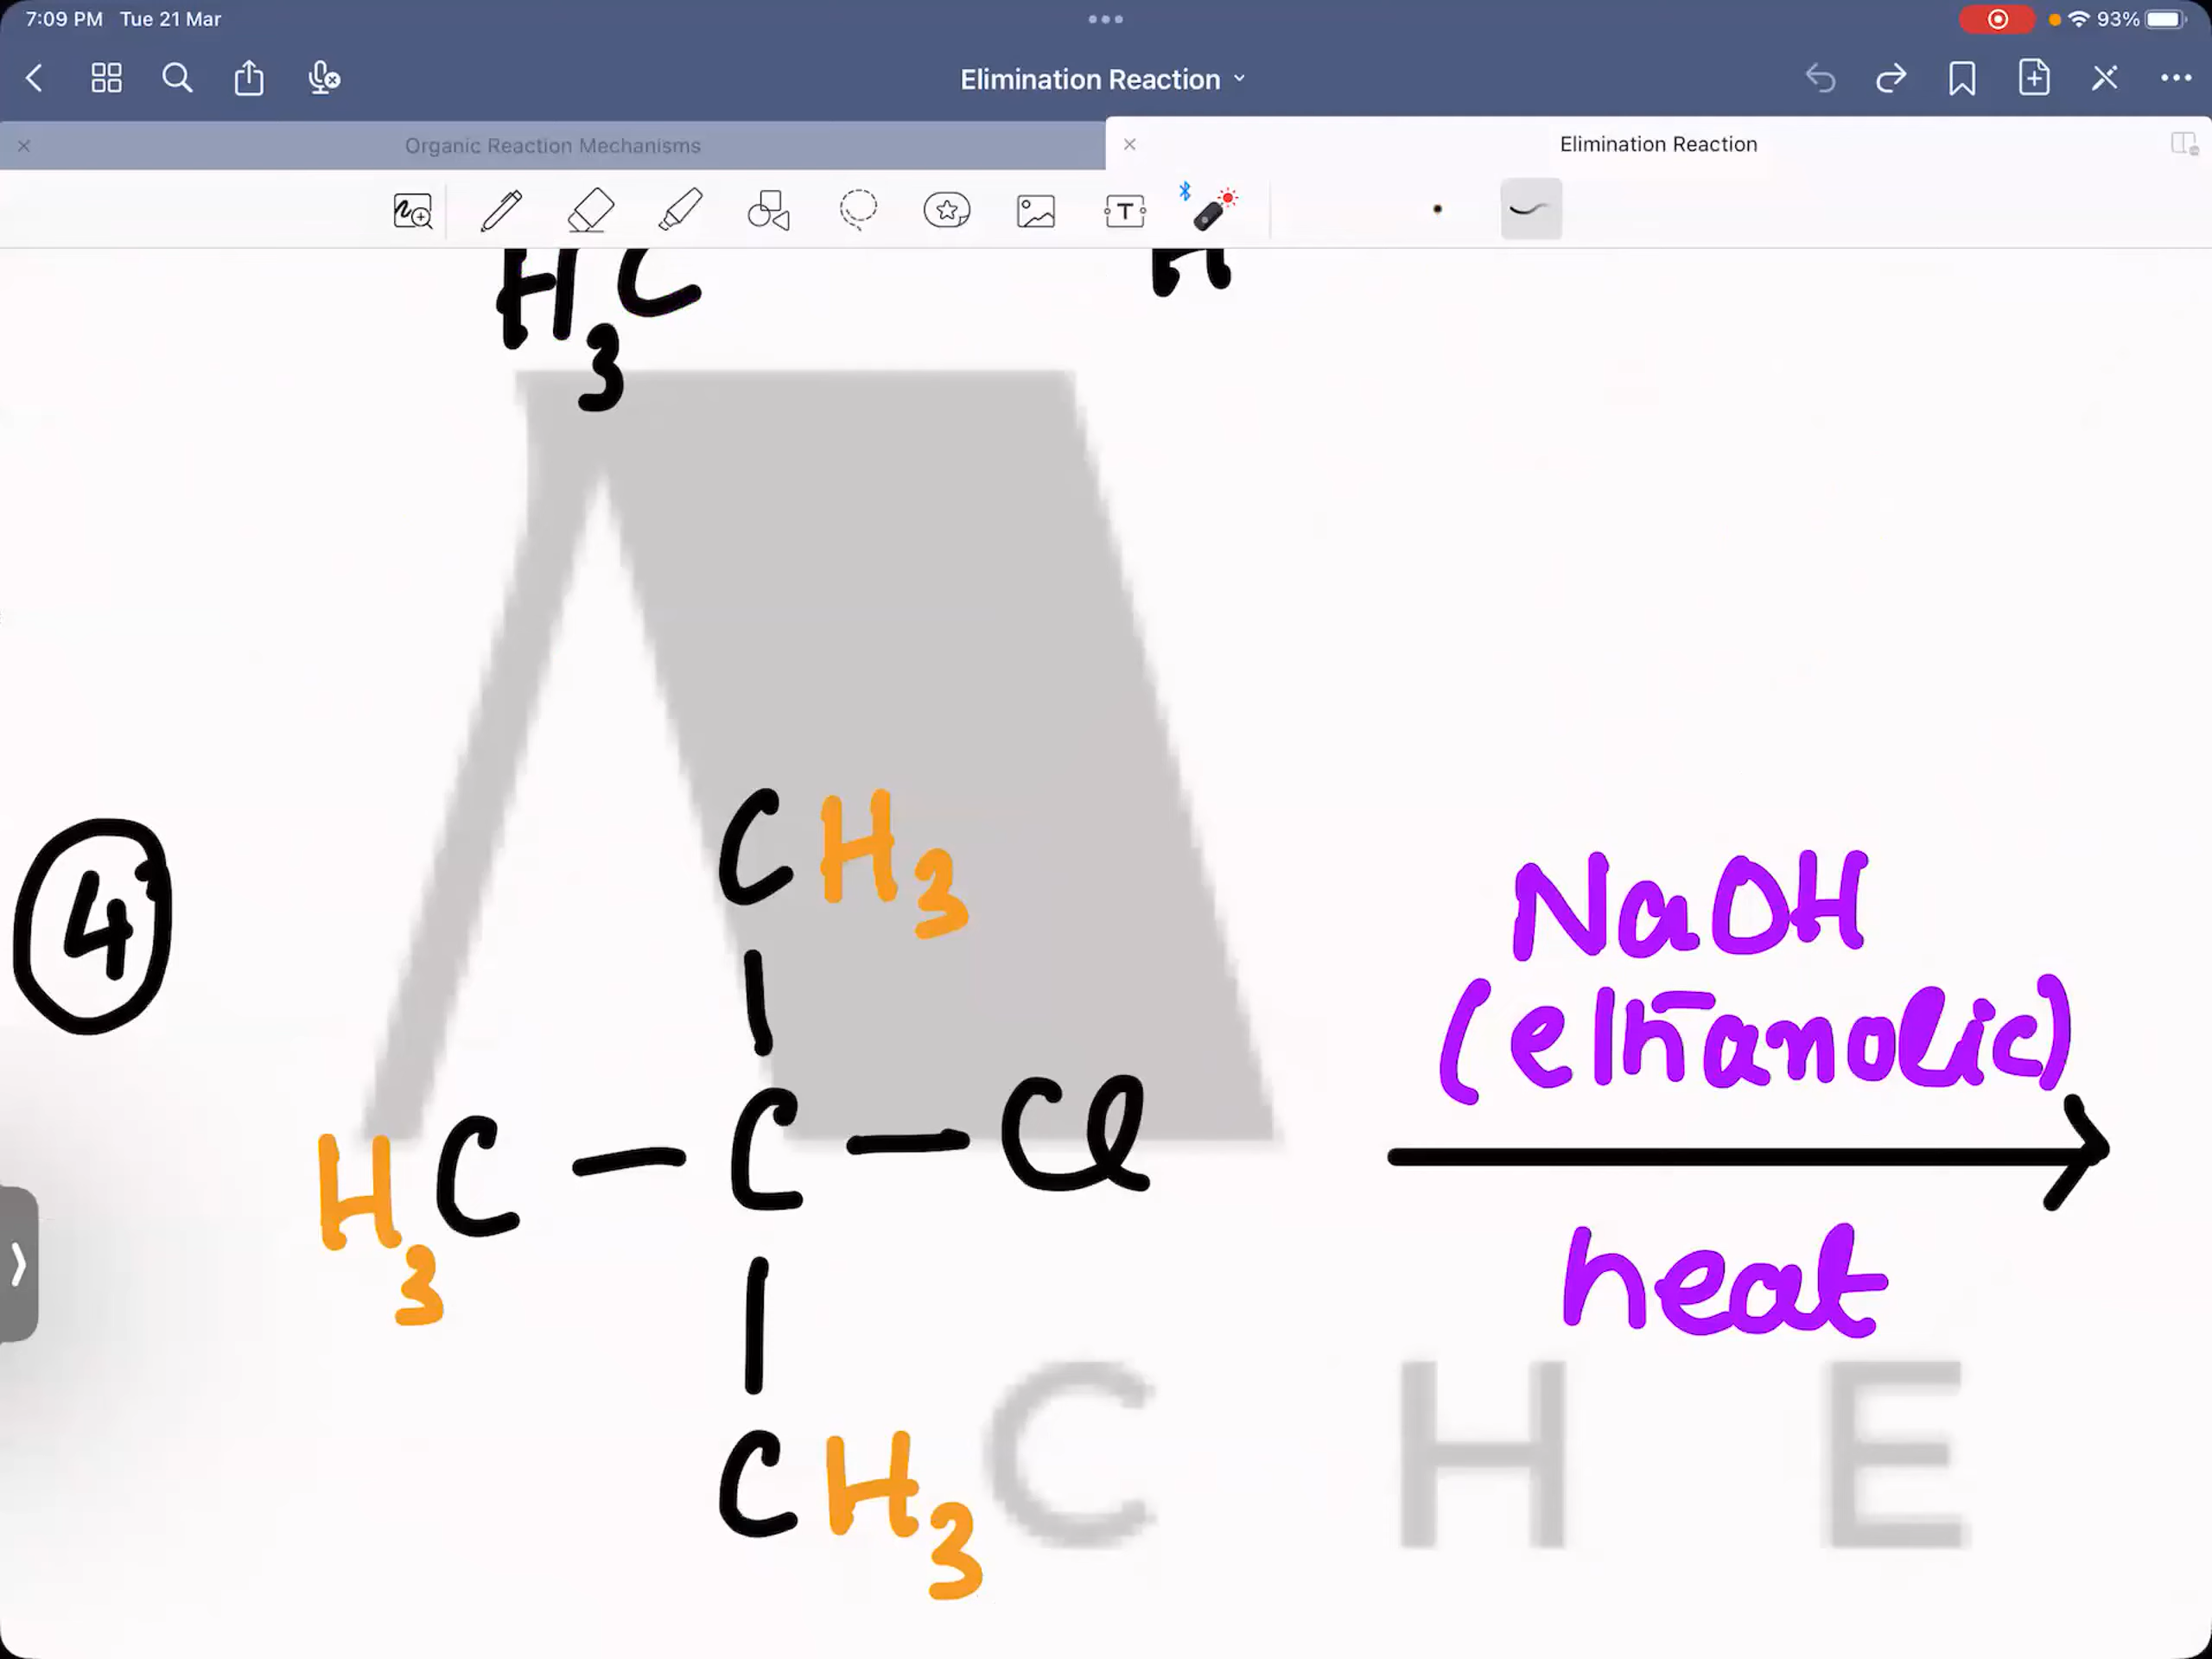 7:09 PM Tue 21 Mar
93%
Elimination Reaction
Organic Reaction Mechanisms
Elimination Reaction
T
H3C
H
4
CH3
NaOH
(ethanolic)
H3C - C - Cl
heat
CH3
C H E